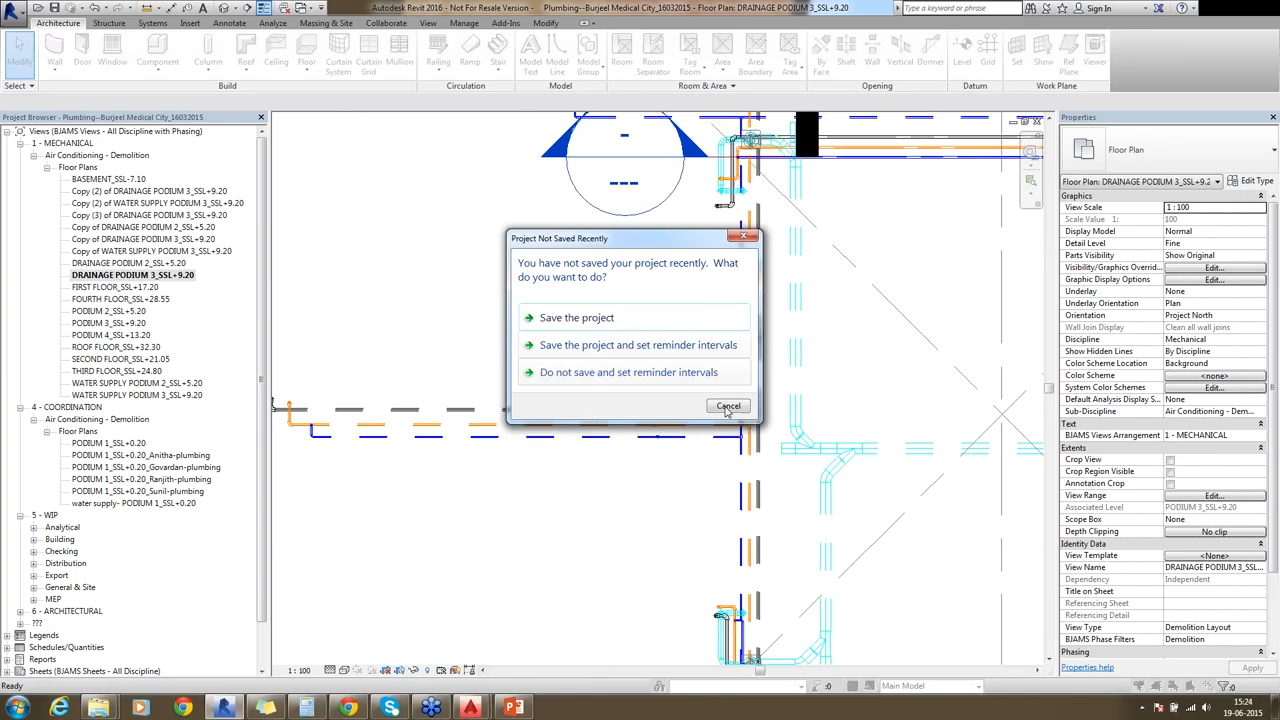 Autodesk Revit 2016 - Not For Resale Version - Plumbing--Burjeel Medical City_16032015 - Floor Plan: DRAINAGE PODIUM 3_SSL+9.20
Type a keyword or phrase
Sign In
Architecture Structure Systems Insert Annotate Analyze Massing & Site Collaborate View Manage Add-Ins Modify
Modify Wall Door Window Component Column Roof Ceiling Curtain System Curtain Grid Mullion Railing Ramp Stair Model Text Model Line Model Group Room Room Separator Tag Room Area Area Boundary Tag Area By Face Shaft Wall Vertical Dormer Level Grid Set Show Ref Plane Viewer
Select Build Circulation Model Room & Area Opening Datum Work Plane
Project Browser - Plumbing--Burjeel Medical City_16032015
Views (BJAMS Views - All Discipline with Phasing)
1 - MECHANICAL
Air Conditioning - Demolition
Floor Plans
BASEMENT_SSL-7.10
Copy (2) of DRAINAGE PODIUM 3_SSL+9.20
Copy (2) of WATER SUPPLY PODIUM 3_SSL+9.20
Copy (3) of DRAINAGE PODIUM 3_SSL+9.20
Copy of DRAINAGE PODIUM 2_SSL+5.20
Copy of DRAINAGE PODIUM 3_SSL+9.20
Copy of WATER SUPPLY PODIUM 3_SSL+9.20
DRAINAGE PODIUM 2_SSL+5.20
DRAINAGE PODIUM 3_SSL+9.20
FIRST FLOOR_SSL+17.20
FOURTH FLOOR_SSL+28.55
PODIUM 2_SSL+5.20
PODIUM 3_SSL+9.20
PODIUM 4_SSL+13.20
ROOF FLOOR_SSL+32.30
SECOND FLOOR_SSL+21.05
THIRD FLOOR_SSL+24.80
WATER SUPPLY PODIUM 2_SSL+5.20
WATER SUPPLY PODIUM 3_SSL+9.20
4 - COORDINATION
Air Conditioning - Demolition
Floor Plans
PODIUM 1_SSL+0.20
PODIUM 1_SSL+0.20_Anritha-plumbing
PODIUM 1_SSL+0.20_Govardan-plumbing
PODIUM 1_SSL+0.20_Ranjith-plumbing
PODIUM 1_SSL+0.20_Sunil-plumbing
water supply- PODIUM 1_SSL+0.20
5 - WIP
Analytical
Building
Checking
Distribution
Export
General & Site
MEP
6 - ARCHITECTURAL
???
Legends
Schedules/Quantities
Reports
Sheets (BJAMS Sheets - All Discipline)
Project Not Saved Recently
You have not saved your project recently. What
do you want to do?
Save the project
Save the project and set reminder intervals
Do not save and set reminder intervals
Cancel
Properties
Floor Plan
Floor Plan: DRAINAGE PODIUM 3_SSL+9.2 Edit Type
Graphics
View Scale 1 : 100
Scale Value 1: 100
Display Model Normal
Detail Level Fine
Parts Visibility Show Original
Visibility/Graphics Overrid... Edit...
Graphic Display Options Edit...
Underlay None
Underlay Orientation Plan
Orientation Project North
Wall Join Display Clean all wall joins
Discipline Mechanical
Show Hidden Lines By Discipline
Color Scheme Location Background
Color Scheme <none>
System Color Schemes Edit...
Default Analysis Display S... None
Sub-Discipline Air Conditioning - Dem...
Text
BJAMS Views Arrangement 1 - MECHANICAL
Extents
Crop View
Crop Region Visible
Annotation Crop
View Range Edit...
Associated Level PODIUM 3_SSL+9.20
Scope Box None
Depth Clipping No clip
Identity Data
View Template <None>
View Name DRAINAGE PODIUM 3_SSL...
Dependency Independent
Title on Sheet
Referencing Sheet
Referencing Detail
View Type Demolition Layout
BJAMS Phase Filters Demolition
Phasing
Properties help Apply
1 : 100
Ready :0 Main Model :0
15:24
19-06-2015